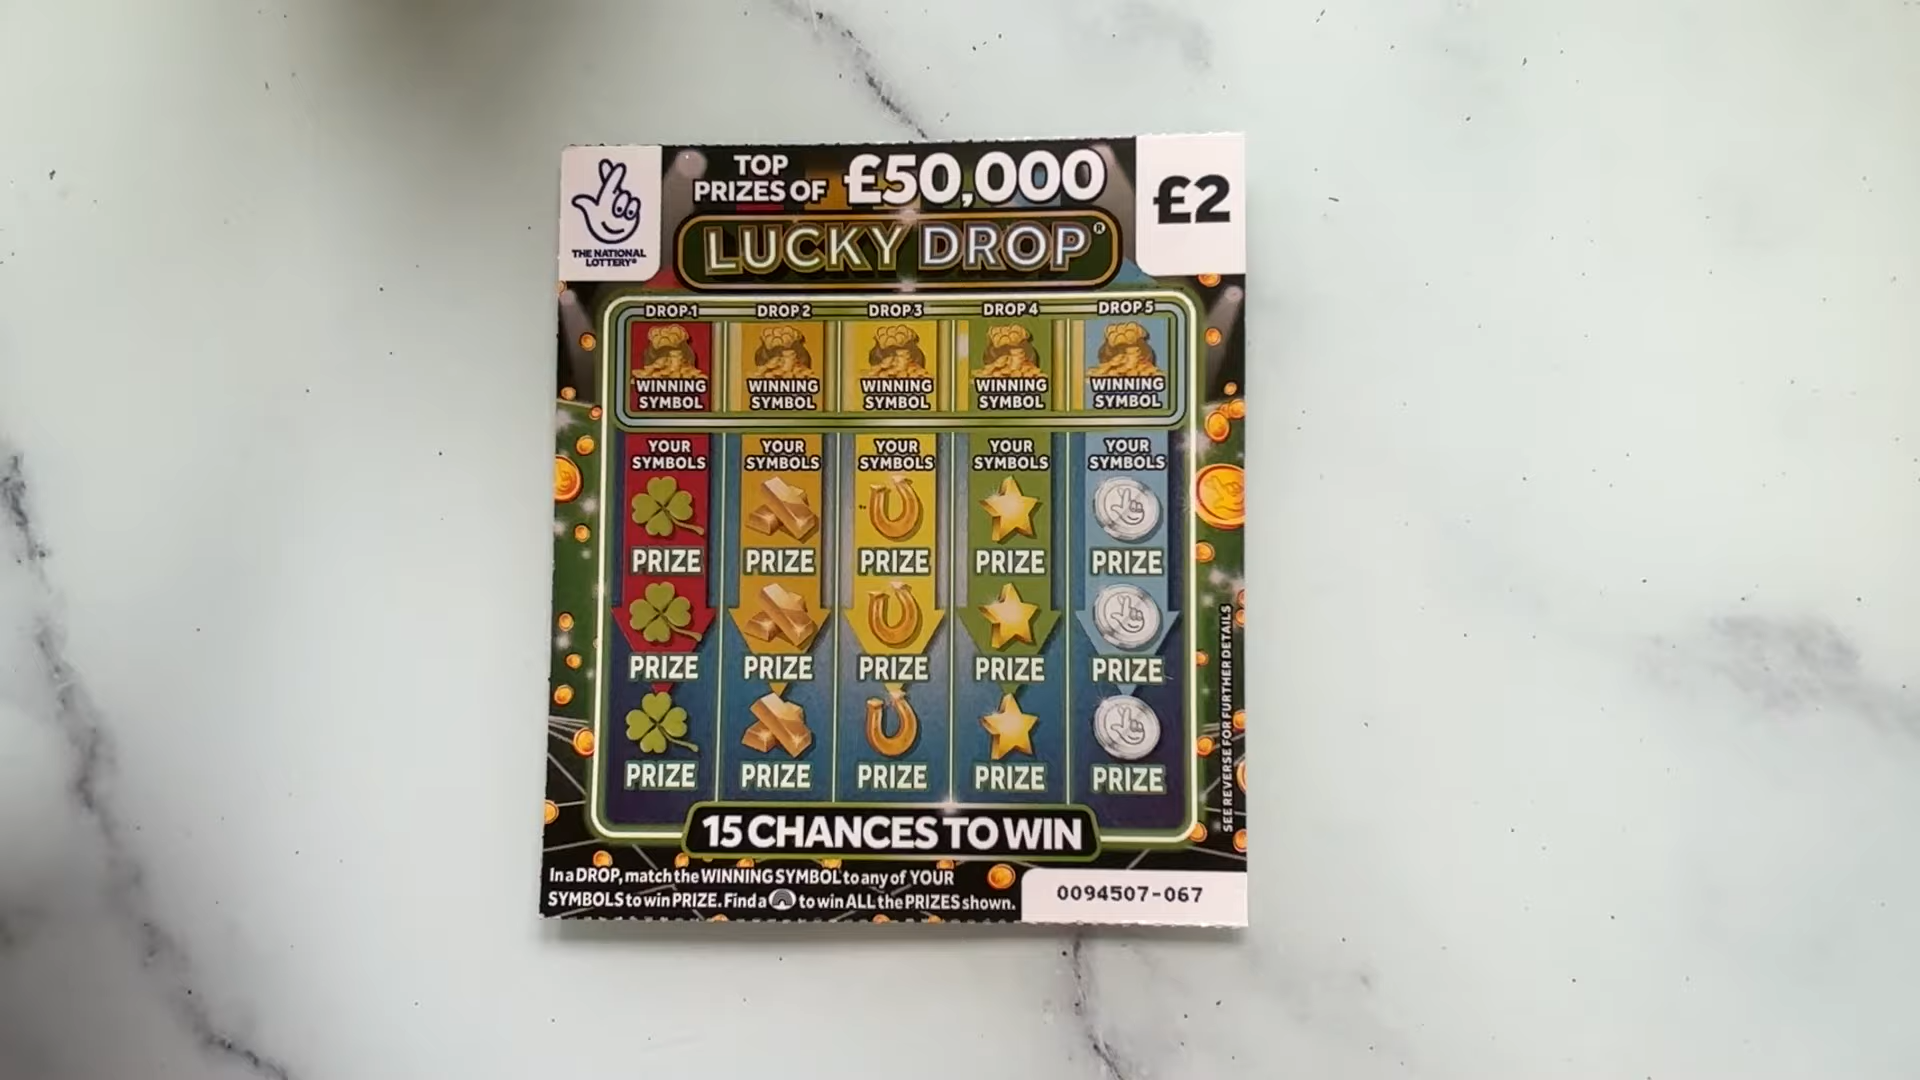 TOP
PRIZES OF £50,000
£2
THE NATIONAL
LOTTERY®
LUCKY DROP®
DROP 1 DROP 2 DROP 3 DROP 4 DROP 5
WINNING WINNING WINNING WINNING WINNING
SYMBOL SYMBOL SYMBOL SYMBOL SYMBOL
YOUR YOUR YOUR YOUR YOUR
SYMBOLS SYMBOLS SYMBOLS SYMBOLS SYMBOLS
PRIZE PRIZE PRIZE PRIZE PRIZE
PRIZE PRIZE PRIZE PRIZE PRIZE
PRIZE PRIZE PRIZE PRIZE PRIZE
15 CHANCES TO WIN
In a DROP, match the WINNING SYMBOL to any of YOUR
SYMBOLS to win PRIZE. Find a to win ALL the PRIZES shown.
0094507-067
SEE REVERSE FOR FURTHER DETAILS